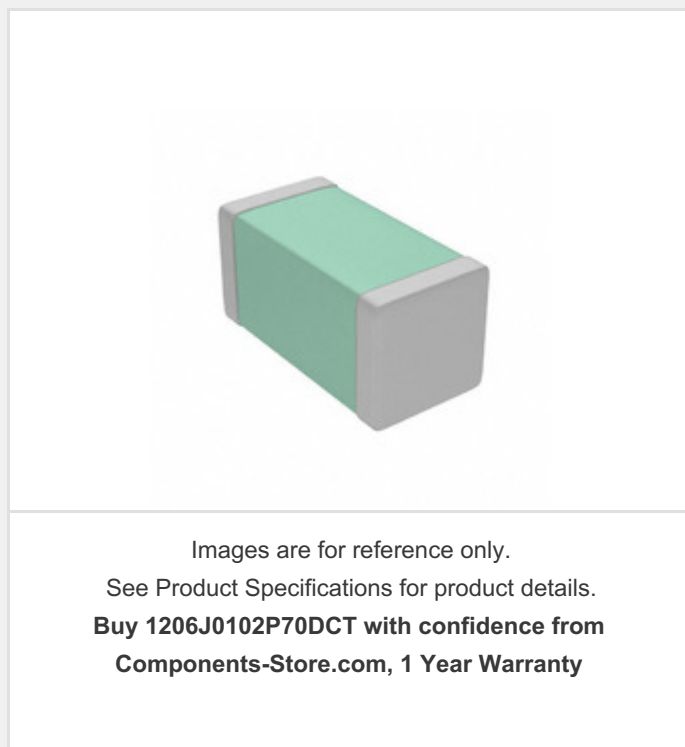 Images are for reference only.
See Product Specifications for product details.
Buy 1206J0102P70DCT with confidence from
Components-Store.com, 1 Year Warranty